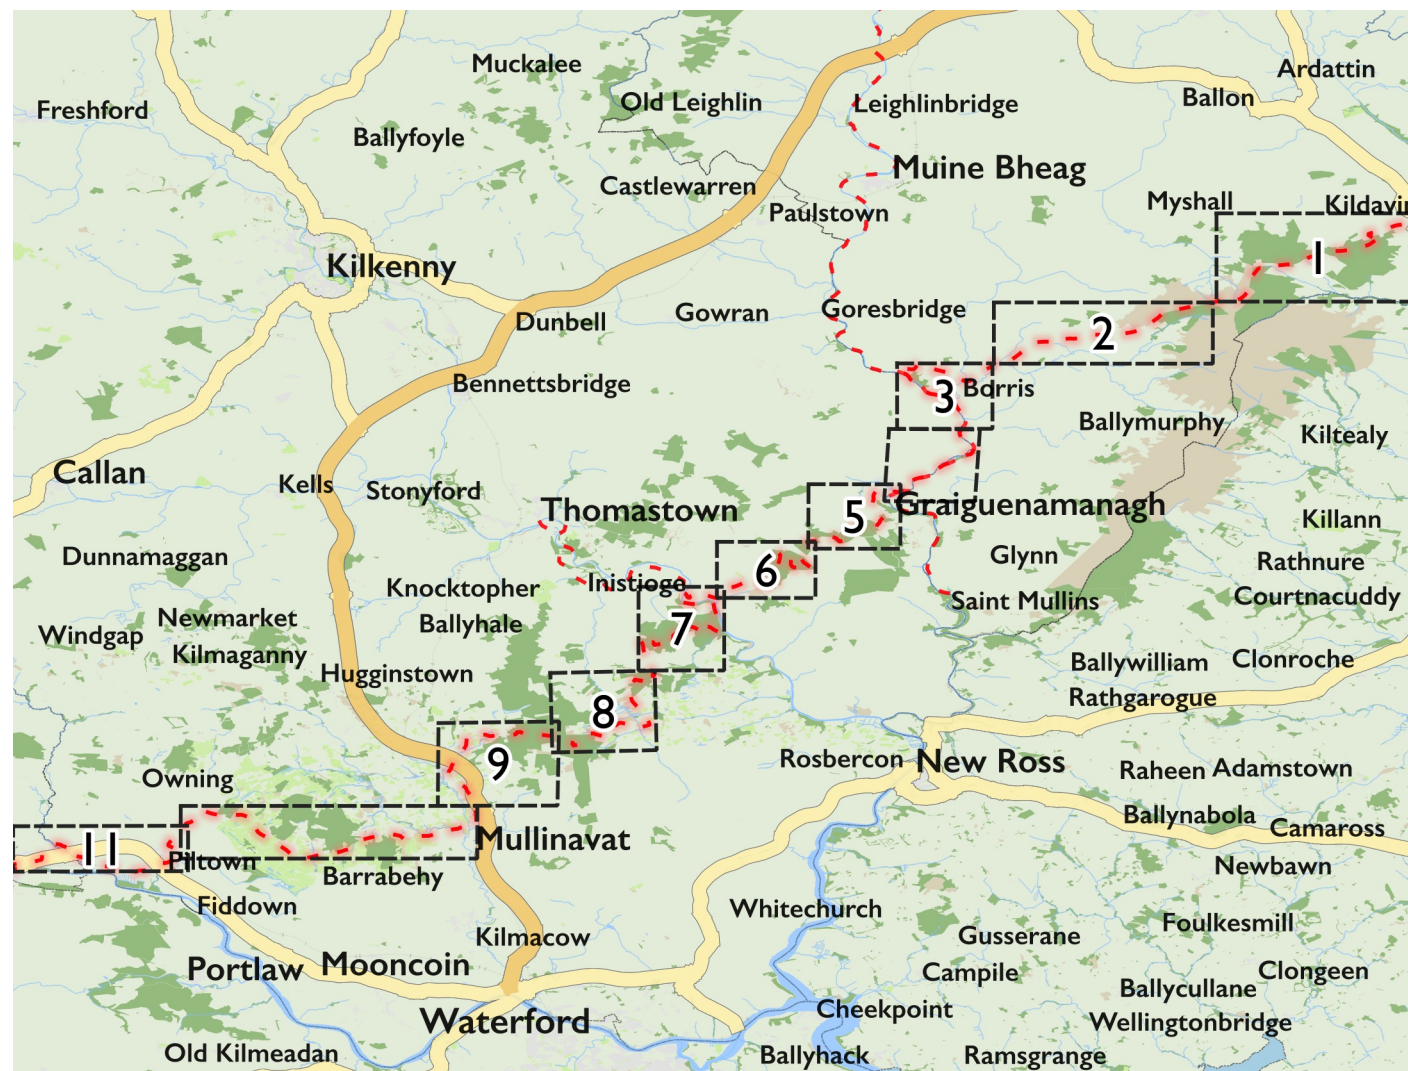 Muckalee
Ardattin
Freshford
Old Leighlin
Leighlinbridge
Ballon
Ballyfoyle
Muine Bheag
Castlewarren
Myshall
Kildavin
Paulstown
Kilkenny
1
Goresbridge
Gowran
Dunbell
2
Bennettsbridge
Borris
3
Ballymurphy
Kiltealy
Callan
Kells
Stonyford
Graiguenamanagh
Thomastown
5
Killann
Dunnamaggan
Glynn
Rathnure
6
Inistioge
Knocktopher
Courtnacuddy
Saint Mullins
Newmarket
Ballyhale
7
Windgap
Kilmaganny
Ballywilliam
Clonroche
Hugginstown
Rathgarogue
8
9
Rosbercon
New Ross
Raheen
Adamstown
Owning
Ballynabola
Camaross
Mullinavat
11
Piltown
Newbawn
Barrabehy
Fiddown
Whitechurch
Foulkesmill
Kilmacow
Gusserane
Portlaw
Mooncoin
Campile
Clongeen
Ballycullane
Cheekpoint
Waterford
Wellingtonbridge
Old Kilmeadan
Ballyhack
Ramsgrange